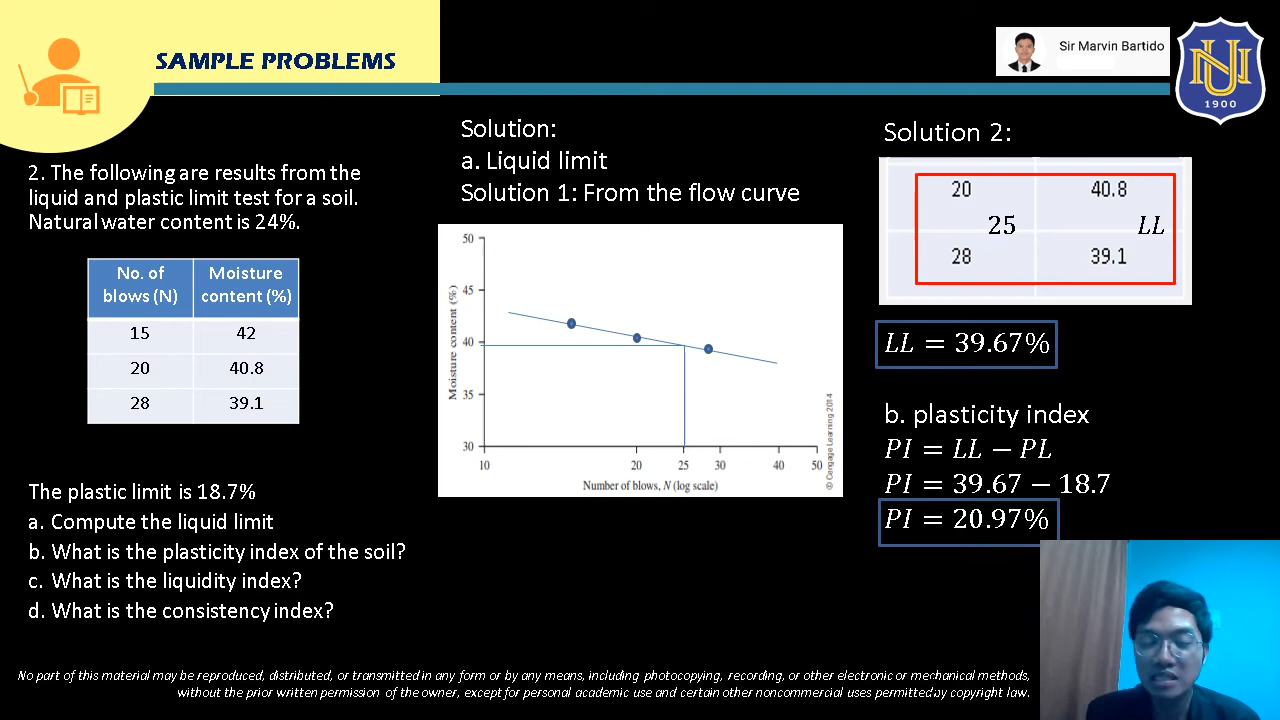 SAMPLE PROBLEMS
Sir Marvin Bartido
NU
1900
2. The following are results from the
liquid and plastic limit test for a soil.
Natural water content is 24%.
No. of blows (N) Moisture content (%)
15 42
20 40.8
28 39.1
The plastic limit is 18.7%
a. Compute the liquid limit
b. What is the plasticity index of the soil?
c. What is the liquidity index?
d. What is the consistency index?
Solution:
a. Liquid limit
Solution 1: From the flow curve
50
45
40
35
30
Moisture content (%)
10 20 25 30 40 50
Number of blows, N (log scale)
© Cengage Learning 2014
Solution 2:
20 40.8
25 LL
28 39.1
LL = 39.67%
b. plasticity index
PI = LL − PL
PI = 39.67 − 18.7
PI = 20.97%
No part of this material may be reproduced, distributed, or transmitted in any form or by any means, including photocopying, recording, or other electronic or mechanical methods,
without the prior written permission of the owner, except for personal academic use and certain other noncommercial uses permitted by copyright law.